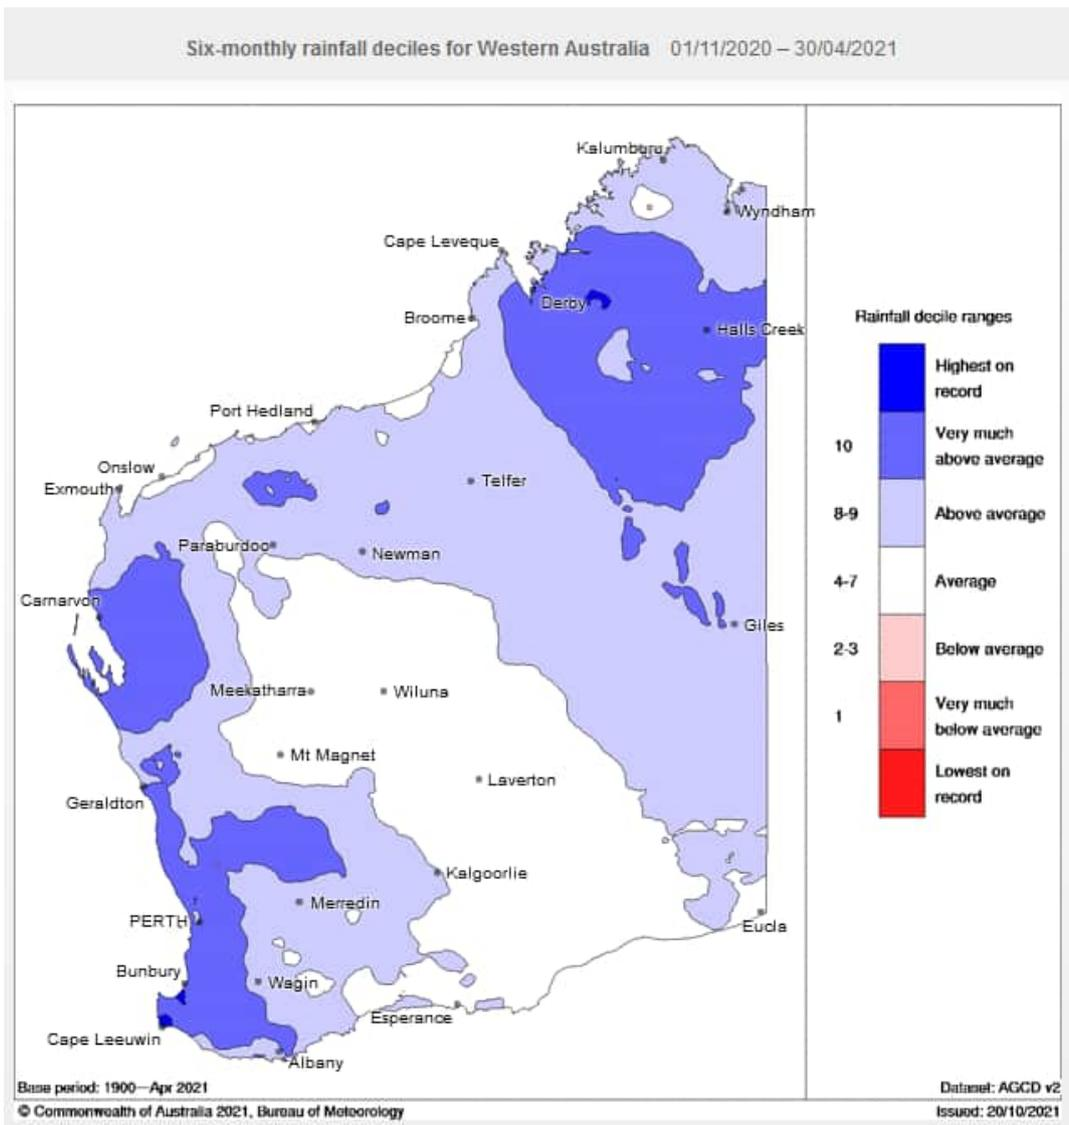 Six-monthly rainfall deciles for Western Australia 01/11/2020 – 30/04/2021
Kalumburu
Wyndham
Cape Leveque
Derby
Broome
Halls Creek
Rainfall decile ranges
Highest on
record
Port Hedland
10
Very much
above average
Onslow
Exmouth
Telfer
8-9
Above average
Paraburdoo
Newman
4-7
Average
Carnarvon
Giles
2-3
Below average
Meekatharra
Wiluna
1
Very much
below average
Mt Magnet
Laverton
Lowest on
record
Geraldton
Kalgoorlie
Merredin
PERTH
Eucla
Bunbury
Wagin
Esperance
Cape Leeuwin
Albany
Base period: 1900—Apr 2021
Dataset: AGCD v2
© Commonwealth of Australia 2021, Bureau of Meteorology
Issued: 20/10/2021